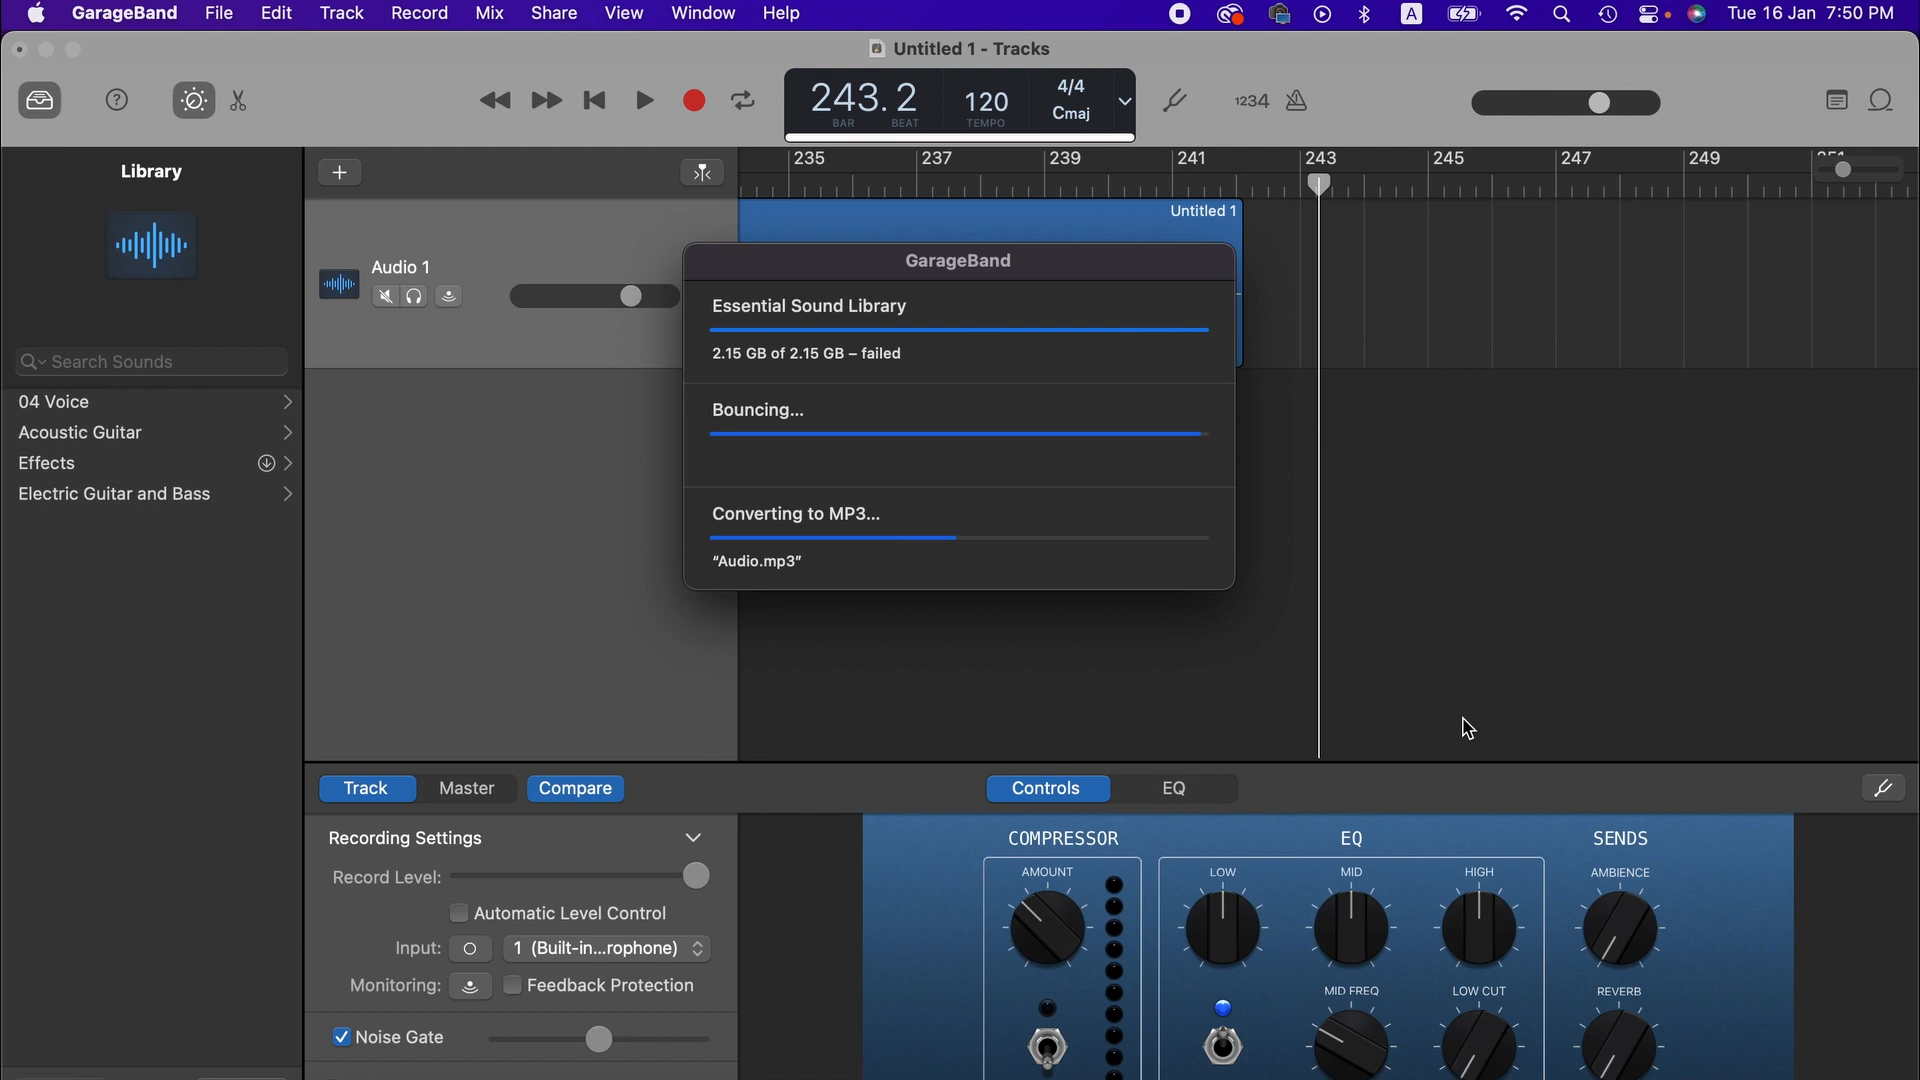 GarageBand File Edit Track Record Mix Share View Window Help A Tue 16 Jan 7:50 PM
Untitled 1 - Tracks
243. 2 120 4/4
Cmaj
BAR BEAT TEMPO
1234
Library
235 237 239 241 243 245 247 249
Untitled 1
Audio 1
Search Sounds
04 Voice
Acoustic Guitar
Effects
Electric Guitar and Bass
GarageBand
Essential Sound Library
2.15 GB of 2.15 GB – failed
Bouncing...
Converting to MP3...
“Audio.mp3”
Track Master Compare Controls EQ
Recording Settings
Record Level:
Automatic Level Control
Input: 1 (Built-in...rophone)
Monitoring: Feedback Protection
Noise Gate
COMPRESSOR EQ SENDS
AMOUNT LOW MID HIGH AMBIENCE
MID FREQ LOW CUT REVERB